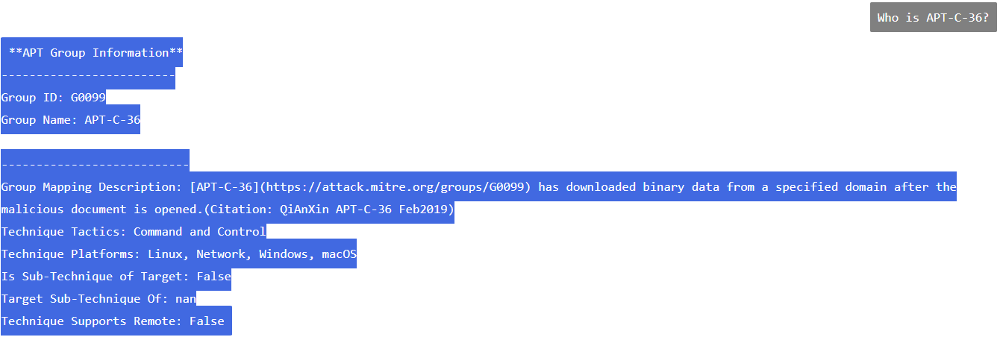 Who is APT-C-36?
**APT Group Information**
-------------------------
Group ID: G0099
Group Name: APT-C-36
---------------------------
Group Mapping Description: [APT-C-36](https://attack.mitre.org/groups/G0099) has downloaded binary data from a specified domain after the
malicious document is opened.(Citation: QiAnXin APT-C-36 Feb2019)
Technique Tactics: Command and Control
Technique Platforms: Linux, Network, Windows, macOS
Is Sub-Technique of Target: False
Target Sub-Technique Of: nan
Technique Supports Remote: False